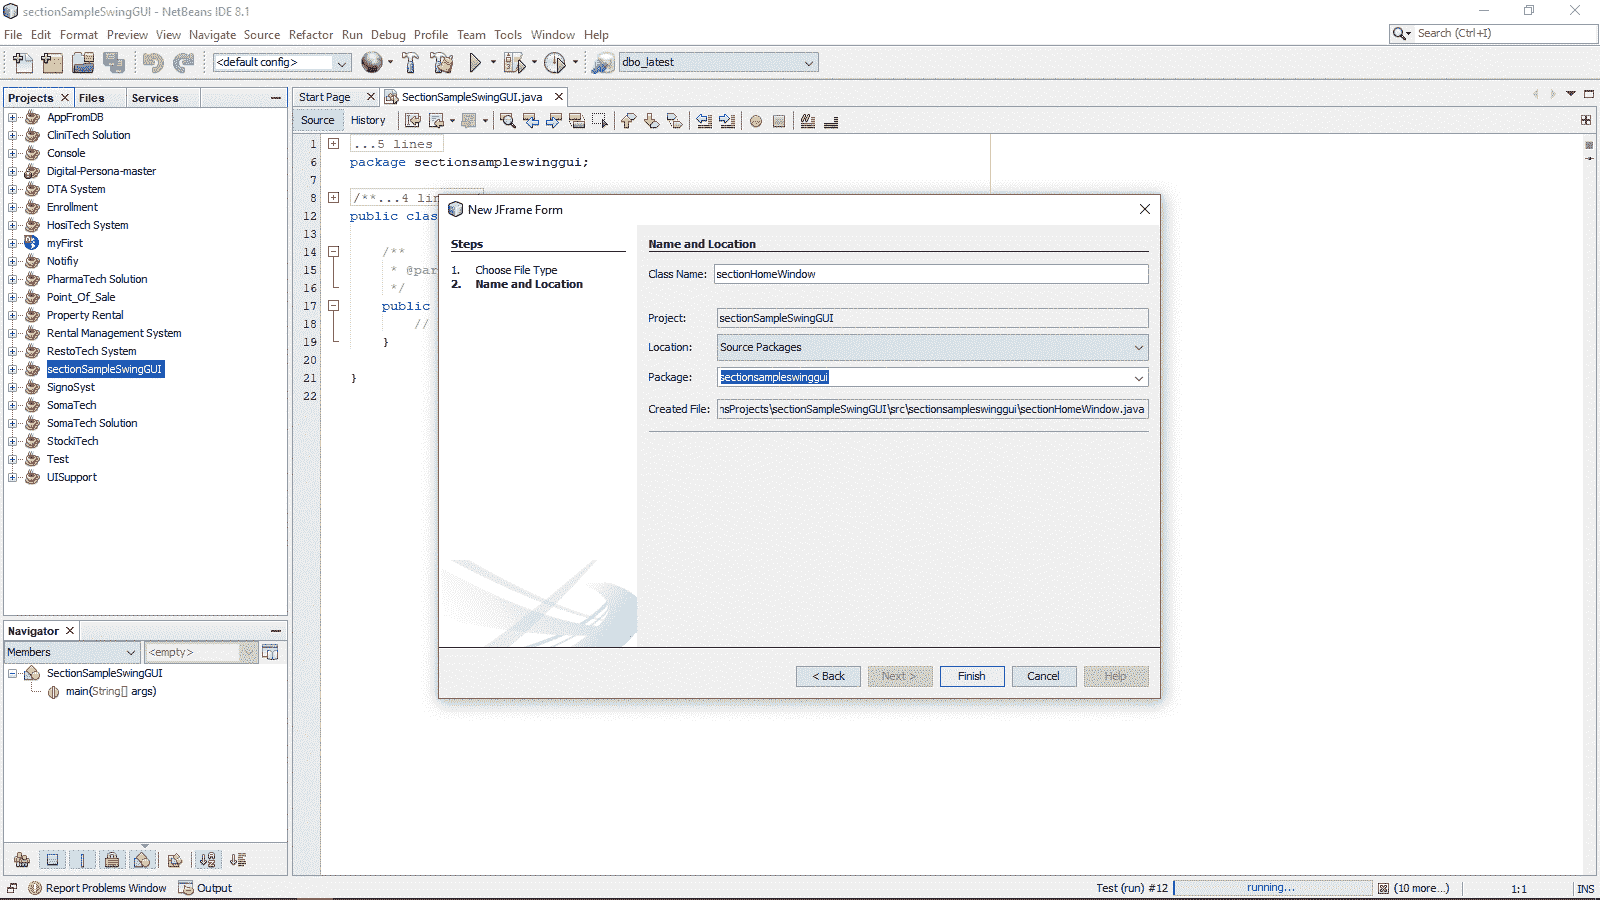 sectionSampleSwingGUI - NetBeans IDE 8.1
File Edit Format Preview View Navigate Source Refactor Run Debug Profile Team Tools Window Help
Search (Ctrl+I)
<default config>
dbo_latest
Projects Files Services
AppFromDB
CliniTech Solution
Console
Digital-Persona-master
DTA System
Enrollment
HosiTech System
myFirst
Notifiy
PharmaTech Solution
Point_Of_Sale
Property Rental
Rental Management System
RestoTech System
sectionSampleSwingGUI
SignoSyst
SomaTech
SomaTech Solution
StockiTech
Test
UISupport
Navigator
Members
<empty>
SectionSampleSwingGUI
main(String[] args)
Start Page SectionSampleSwingGUI.java
Source History
1 ...5 lines
6 package sectionsampleswinggui;
7
8 /**...4 lin
12 public clas
13
14 /**
15 * @par
16 */
17 public
18 //
19 }
20
21 }
22
New JFrame Form
Steps
1. Choose File Type
2. Name and Location
Name and Location
Class Name: sectionHomeWindow
Project: sectionSampleSwingGUI
Location: Source Packages
Package: sectionsampleswinggui
Created File: nsProjects\sectionSampleSwingGUI\src\sectionsampleswinggui\sectionHomeWindow.java
< Back Next > Finish Cancel Help
Report Problems Window Output
Test (run) #12 running... (10 more...) 1:1 INS